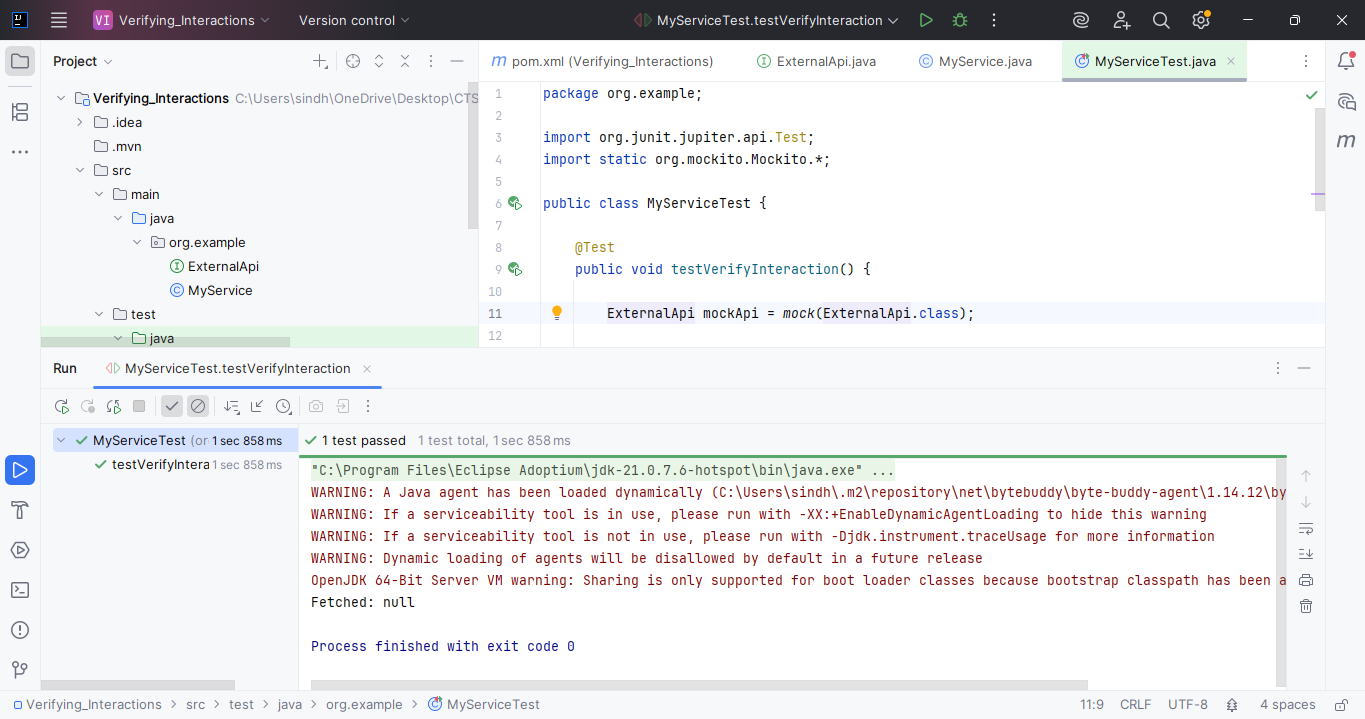 VI Verifying_Interactions Version control MyServiceTest.testVerifyInteraction
Project
m pom.xml (Verifying_Interactions) ExternalApi.java MyService.java MyServiceTest.java
Verifying_Interactions C:\Users\sindh\OneDrive\Desktop\CTS
.idea
.mvn
src
main
java
org.example
ExternalApi
MyService
test
java
1 package org.example;
2
3 import org.junit.jupiter.api.Test;
4 import static org.mockito.Mockito.*;
5
6 public class MyServiceTest {
7
8 @Test
9 public void testVerifyInteraction() {
10
11 ExternalApi mockApi = mock(ExternalApi.class);
12
m
Run MyServiceTest.testVerifyInteraction
MyServiceTest (or 1 sec 858 ms
testVerifyIntera 1 sec 858 ms
1 test passed 1 test total, 1 sec 858 ms
"C:\Program Files\Eclipse Adoptium\jdk-21.0.7.6-hotspot\bin\java.exe" ...
WARNING: A Java agent has been loaded dynamically (C:\Users\sindh\.m2\repository\net\bytebuddy\byte-buddy-agent\1.14.12\by
WARNING: If a serviceability tool is in use, please run with -XX:+EnableDynamicAgentLoading to hide this warning
WARNING: If a serviceability tool is not in use, please run with -Djdk.instrument.traceUsage for more information
WARNING: Dynamic loading of agents will be disallowed by default in a future release
OpenJDK 64-Bit Server VM warning: Sharing is only supported for boot loader classes because bootstrap classpath has been a
Fetched: null
Process finished with exit code 0
Verifying_Interactions > src > test > java > org.example > MyServiceTest 11:9 CRLF UTF-8 4 spaces